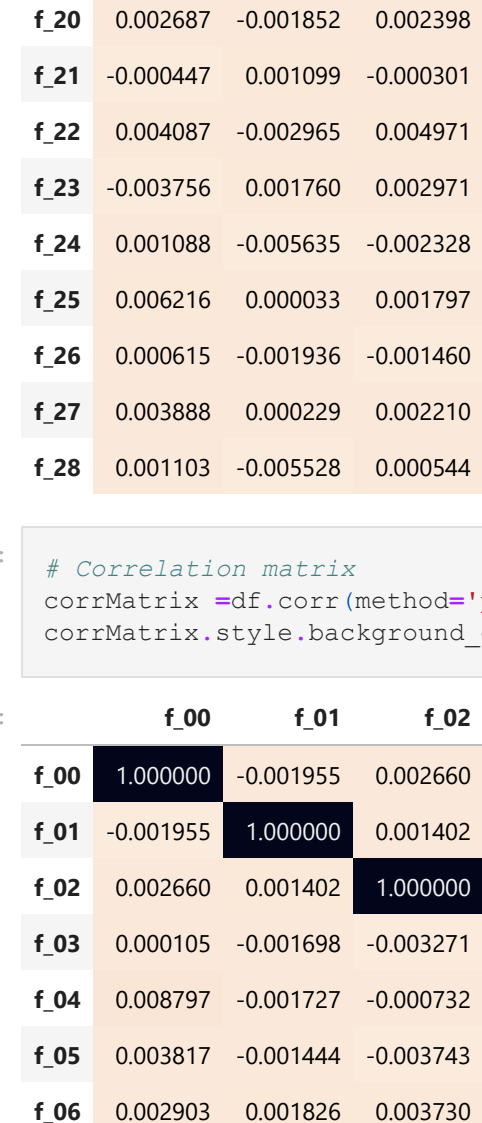 f_20 0.002687 -0.001852 0.002398
f_21 -0.000447 0.001099 -0.000301
f_22 0.004087 -0.002965 0.004971
f_23 -0.003756 0.001760 0.002971
f_24 0.001088 -0.005635 -0.002328
f_25 0.006216 0.000033 0.001797
f_26 0.000615 -0.001936 -0.001460
f_27 0.003888 0.000229 0.002210
f_28 0.001103 -0.005528 0.000544
# Correlation matrix
corrMatrix =df.corr(method='
corrMatrix.style.background_
f_00 f_01 f_02
f_00 1.000000 -0.001955 0.002660
f_01 -0.001955 1.000000 0.001402
f_02 0.002660 0.001402 1.000000
f_03 0.000105 -0.001698 -0.003271
f_04 0.008797 -0.001727 -0.000732
f_05 0.003817 -0.001444 -0.003743
f_06 0.002903 0.001826 0.003730